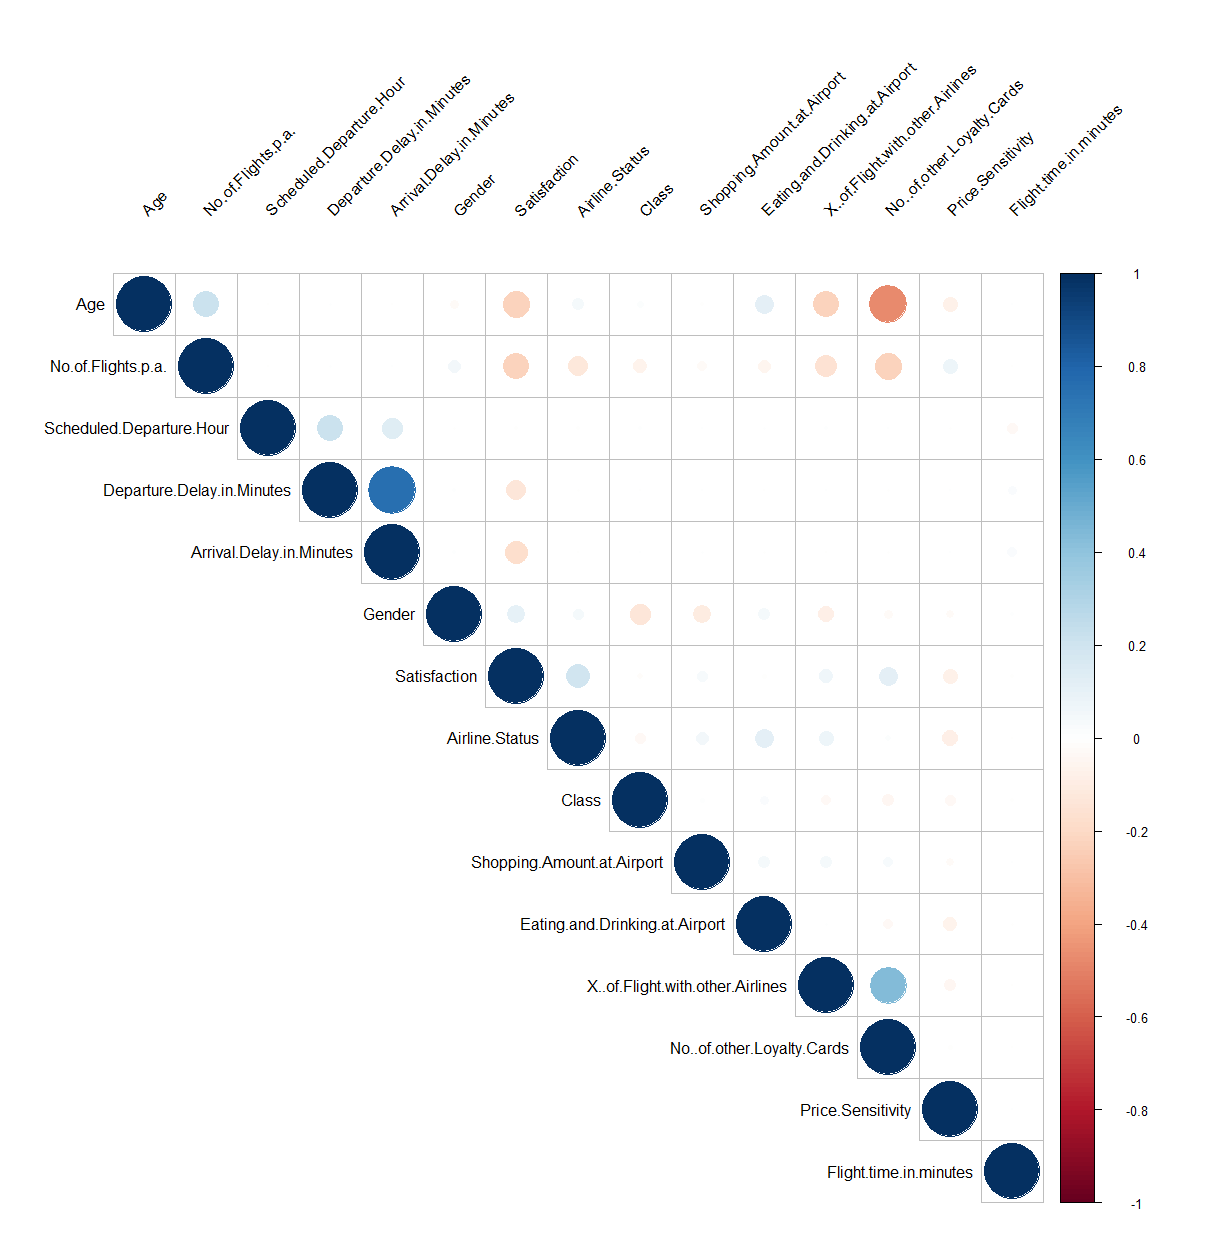 Age
No.of.Flights.p.a.
Scheduled.Departure.Hour
Departure.Delay.in.Minutes
Arrival.Delay.in.Minutes
Gender
Satisfaction
Airline.Status
Class
Shopping.Amount.at.Airport
Eating.and.Drinking.at.Airport
X..of.Flight.with.other.Airlines
No..of.other.Loyalty.Cards
Price.Sensitivity
Flight.time.in.minutes
Age
No.of.Flights.p.a.
Scheduled.Departure.Hour
Departure.Delay.in.Minutes
Arrival.Delay.in.Minutes
Gender
Satisfaction
Airline.Status
Class
Shopping.Amount.at.Airport
Eating.and.Drinking.at.Airport
X..of.Flight.with.other.Airlines
No..of.other.Loyalty.Cards
Price.Sensitivity
Flight.time.in.minutes
1
0.8
0.6
0.4
0.2
0
-0.2
-0.4
-0.6
-0.8
-1